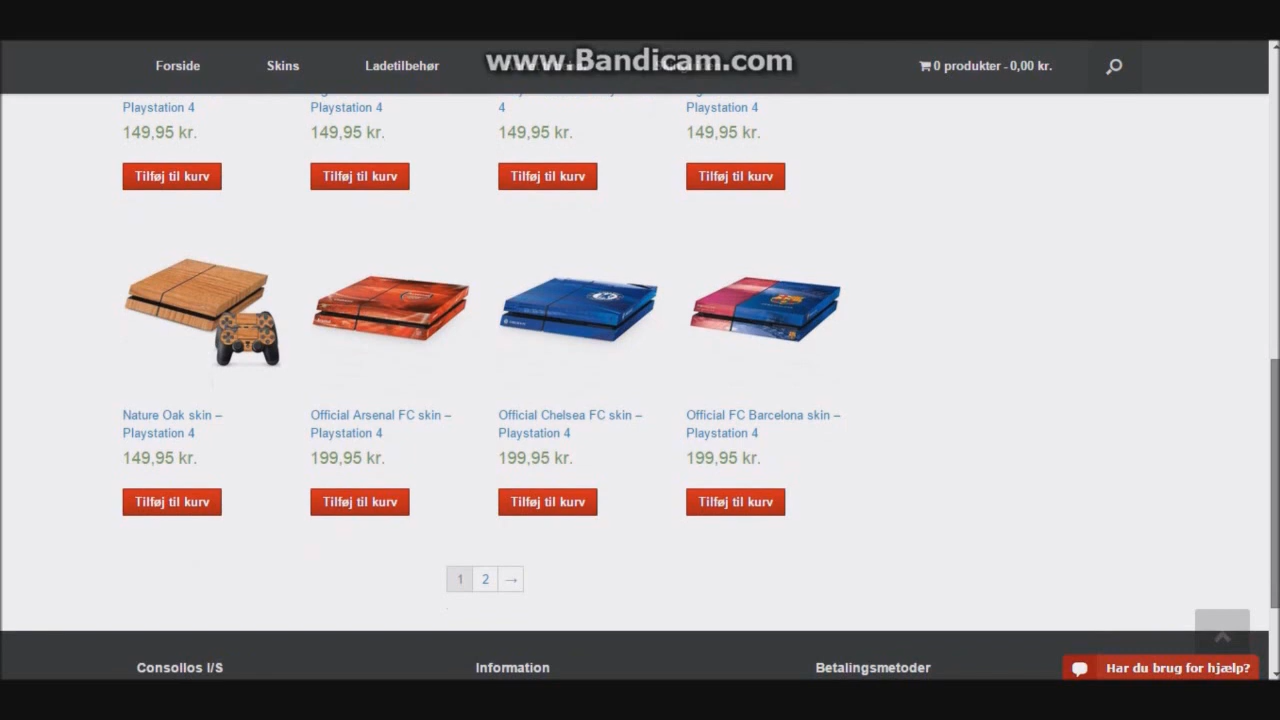 www.Bandicam.com
Forside
Skins
Ladetilbehør
0 produkter - 0,00 kr.
Playstation 4
Playstation 4
4
Playstation 4
149,95 kr.
149,95 kr.
149,95 kr.
149,95 kr.
Tilføj til kurv
Tilføj til kurv
Tilføj til kurv
Tilføj til kurv
Nature Oak skin –
Playstation 4
149,95 kr.
Tilføj til kurv
Official Arsenal FC skin –
Playstation 4
199,95 kr.
Tilføj til kurv
Official Chelsea FC skin –
Playstation 4
199,95 kr.
Tilføj til kurv
Official FC Barcelona skin –
Playstation 4
199,95 kr.
Tilføj til kurv
1 2 →
Consollos I/S
Information
Betalingsmetoder
Har du brug for hjælp?